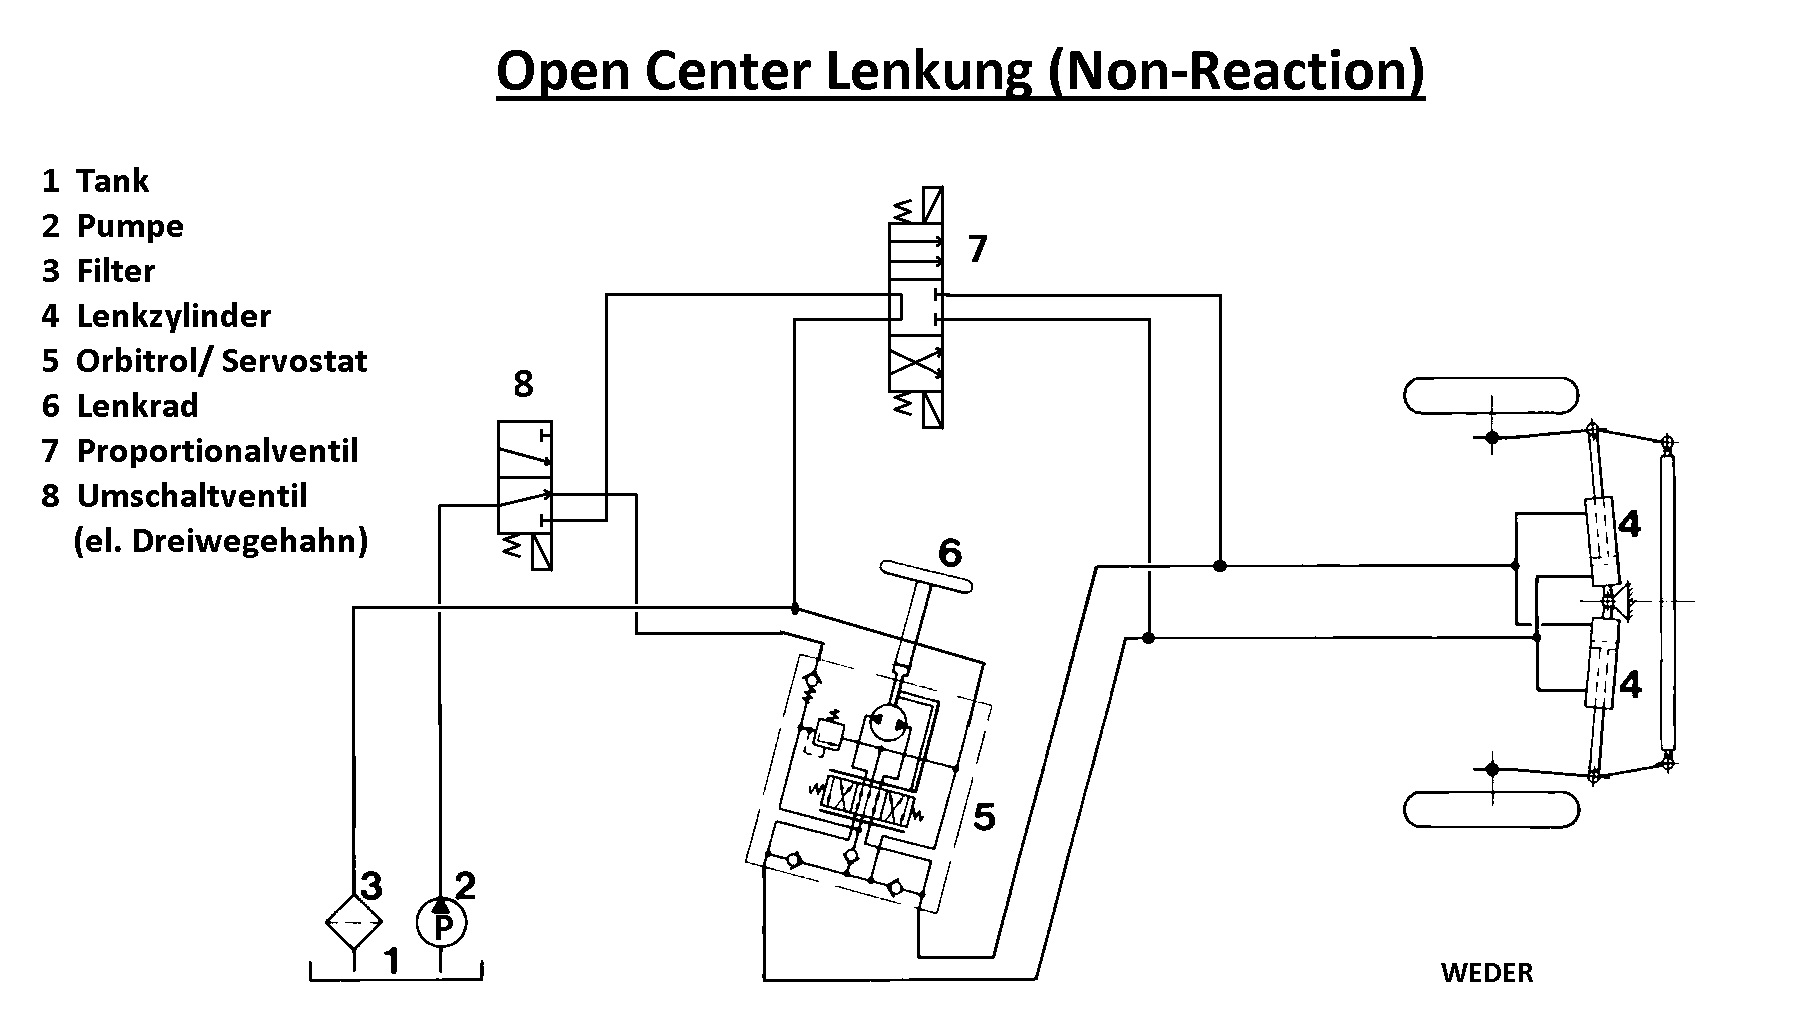 Open Center Lenkung (Non-Reaction)
1 Tank
2 Pumpe
3 Filter
4 Lenkzylinder
5 Orbitrol/ Servostat
6 Lenkrad
7 Proportionalventil
8 Umschaltventil
(el. Dreiwegehahn)
7
8
6
4
4
5
3
2
P
1
WEDER